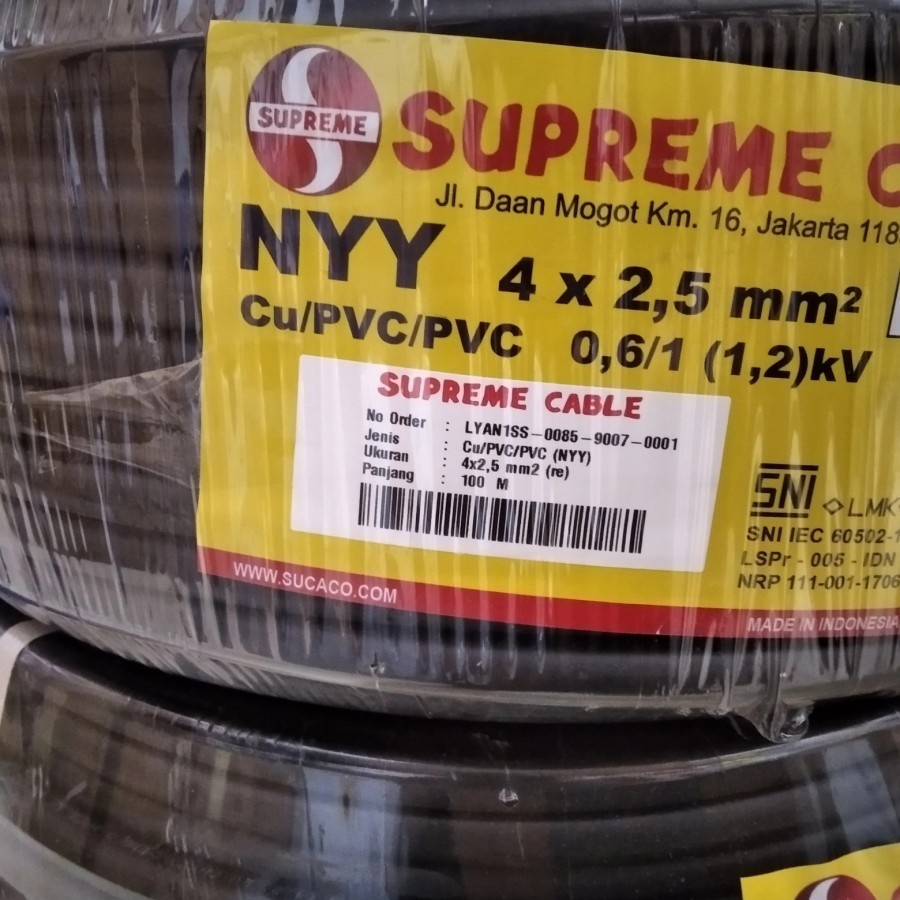 SUPREME
SUPREME
Jl. Daan Mogot Km. 16, Jakarta
NYY 4 x 2,5 mm²
Cu/PVC/PVC 0,6/1 (1,2)kV
SUPREME CABLE
No Order : LYAN1SS-0085-9007-0001
Jenis : Cu/PVC/PVC (NYY)
Ukuran : 4x2,5 mm2 (re)
Panjang : 100 M
SNI LMK
SNI IEC 60502-1
LSPr - 005 - IDN
NRP 111-001-1706
WWW.SUCACO.COM
MADE IN INDONESIA